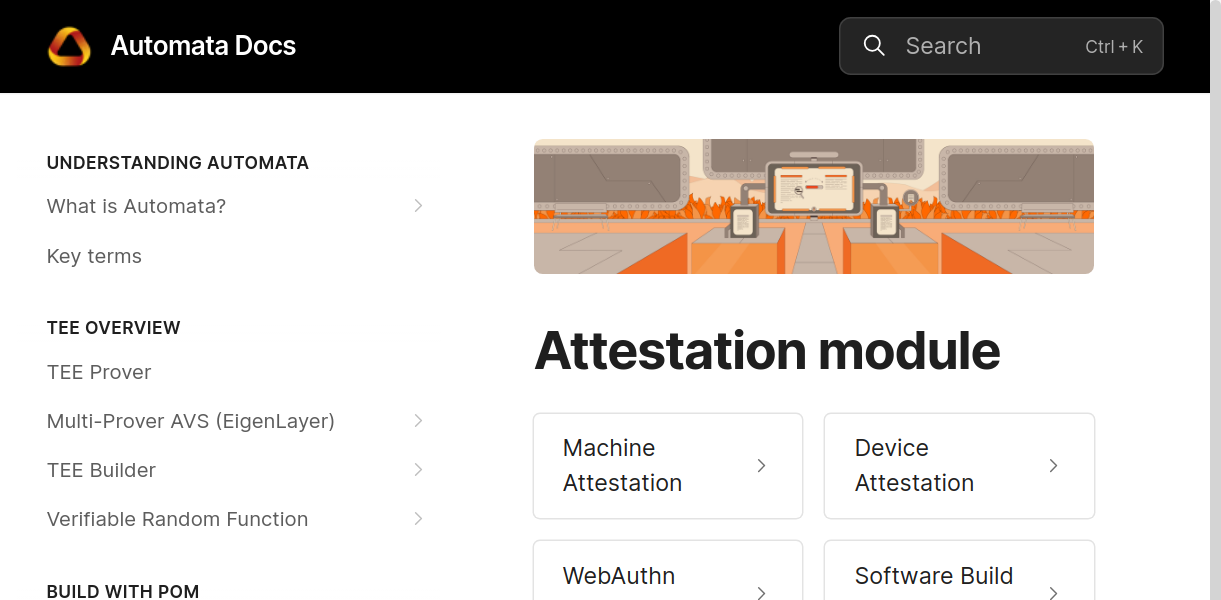 Automata Docs
Search
Ctrl + K
UNDERSTANDING AUTOMATA
What is Automata?
Key terms
TEE OVERVIEW
TEE Prover
Multi-Prover AVS (EigenLayer)
TEE Builder
Verifiable Random Function
BUILD WITH POM
Attestation module
Machine
Attestation
Device
Attestation
WebAuthn
Software Build